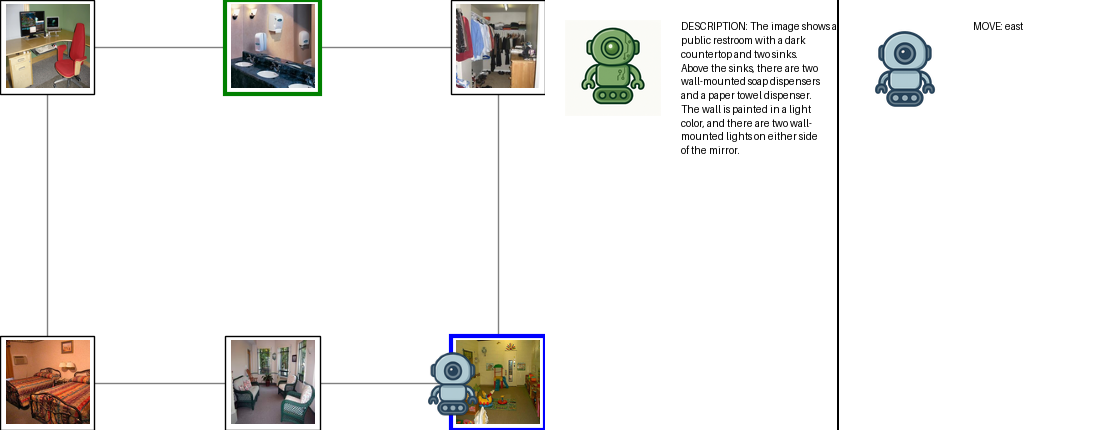 DESCRIPTION: The image shows a
public restroom with a dark
countertop and two sinks.
Above the sinks, there are two
wall-mounted soap dispensers
and a paper towel dispenser.
The wall is painted in a light
color, and there are two wall-
mounted lights on either side
of the mirror.
MOVE: east